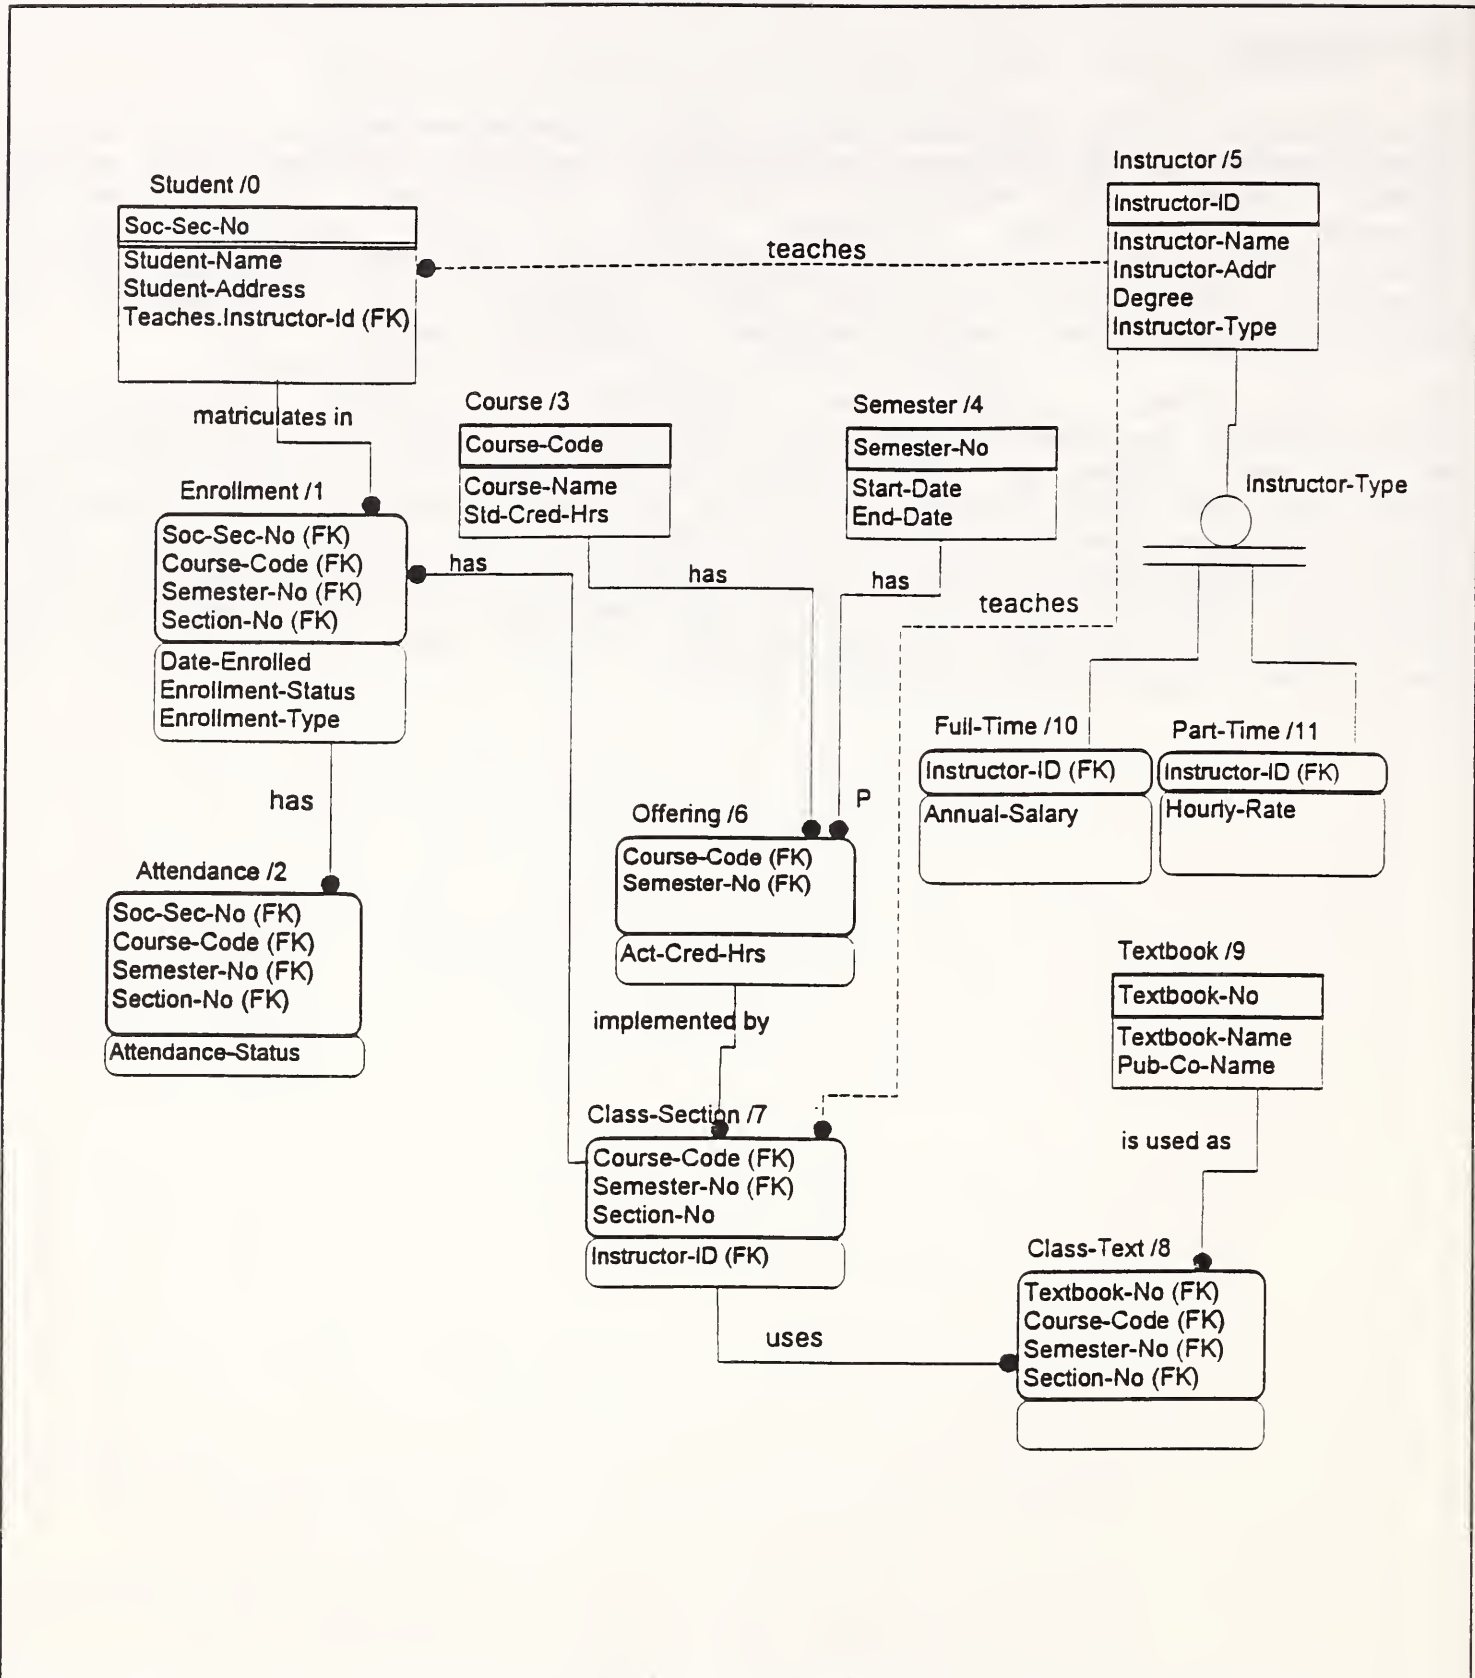 Student /0
Soc-Sec-No
Student-Name
Student-Address
Teaches.Instructor-Id (FK)
teaches
Instructor /5
Instructor-ID
Instructor-Name
Instructor-Addr
Degree
Instructor-Type
matriculates in
Course /3
Course-Code
Course-Name
Std-Cred-Hrs
Semester /4
Semester-No
Start-Date
End-Date
Instructor-Type
Enrollment /1
Soc-Sec-No (FK)
Course-Code (FK)
Semester-No (FK)
Section-No (FK)
Date-Enrolled
Enrollment-Status
Enrollment-Type
has
has
has
teaches
Full-Time /10
Instructor-ID (FK)
Annual-Salary
Part-Time /11
Instructor-ID (FK)
Hourly-Rate
has
P
Offering /6
Course-Code (FK)
Semester-No (FK)
Act-Cred-Hrs
Attendance /2
Soc-Sec-No (FK)
Course-Code (FK)
Semester-No (FK)
Section-No (FK)
Attendance-Status
implemented by
Textbook /9
Textbook-No
Textbook-Name
Pub-Co-Name
Class-Section /7
Course-Code (FK)
Semester-No (FK)
Section-No
Instructor-ID (FK)
is used as
uses
Class-Text /8
Textbook-No (FK)
Course-Code (FK)
Semester-No (FK)
Section-No (FK)